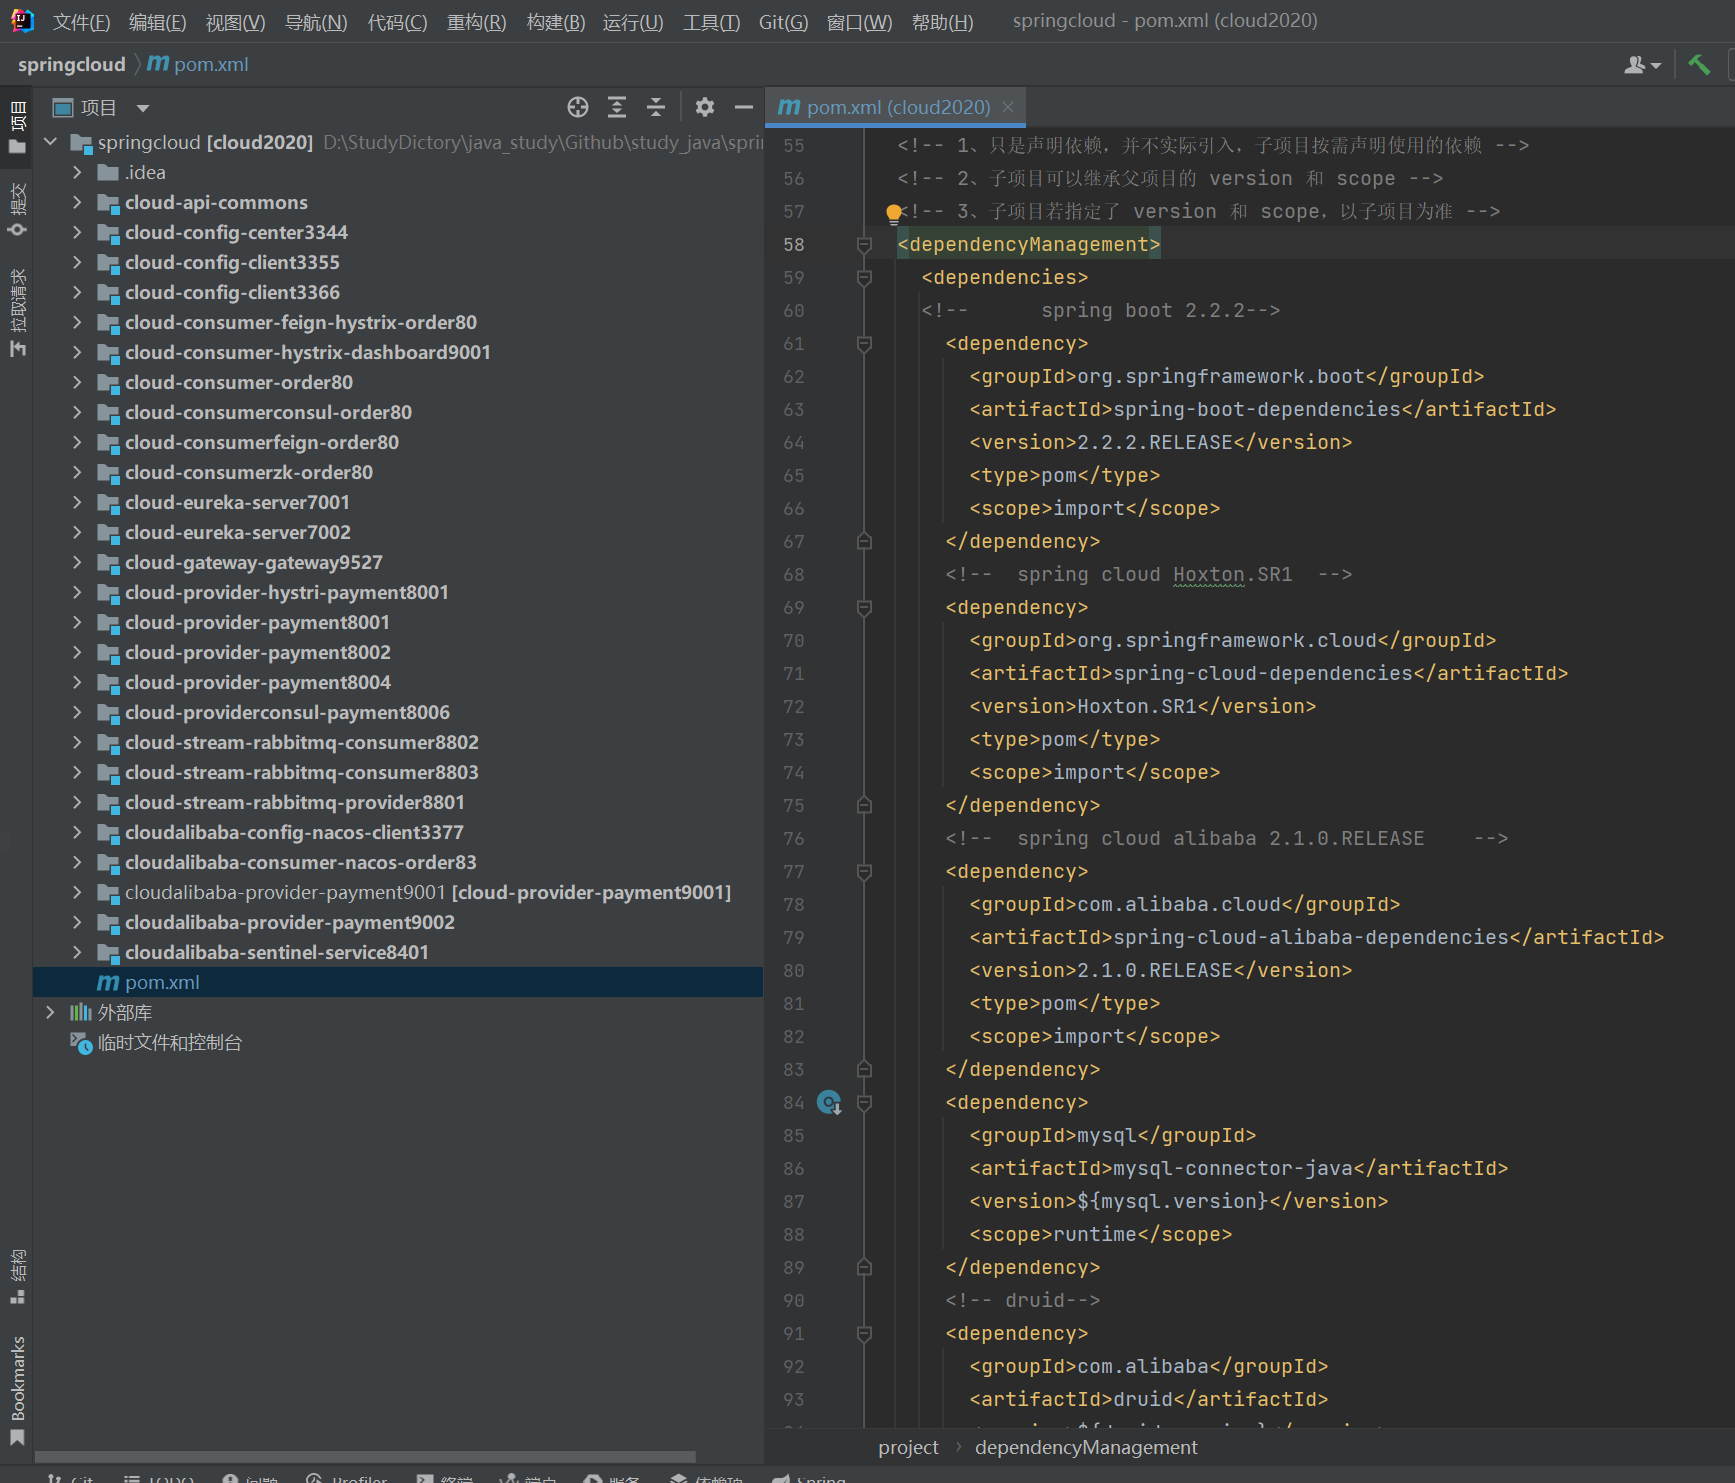 文件(F) 编辑(E) 视图(V) 导航(N) 代码(C) 重构(R) 构建(B) 运行(U) 工具(T) Git(G) 窗口(W) 帮助(H) springcloud - pom.xml (cloud2020)
springcloud pom.xml
项目
提交
拉取请求
结构
Bookmarks
项目
springcloud [cloud2020] D:\StudyDictory\java_study\Github\study_java\spri
.idea
cloud-api-commons
cloud-config-center3344
cloud-config-client3355
cloud-config-client3366
cloud-consumer-feign-hystrix-order80
cloud-consumer-hystrix-dashboard9001
cloud-consumer-order80
cloud-consumerconsul-order80
cloud-consumerfeign-order80
cloud-consumerzk-order80
cloud-eureka-server7001
cloud-eureka-server7002
cloud-gateway-gateway9527
cloud-provider-hystri-payment8001
cloud-provider-payment8001
cloud-provider-payment8002
cloud-provider-payment8004
cloud-providerconsul-payment8006
cloud-stream-rabbitmq-consumer8802
cloud-stream-rabbitmq-consumer8803
cloud-stream-rabbitmq-provider8801
cloudalibaba-config-nacos-client3377
cloudalibaba-consumer-nacos-order83
cloudalibaba-provider-payment9001 [cloud-provider-payment9001]
cloudalibaba-provider-payment9002
cloudalibaba-sentinel-service8401
pom.xml
外部库
临时文件和控制台
pom.xml (cloud2020)
55 <!-- 1、只是声明依赖，并不实际引入，子项目按需声明使用的依赖 -->
56 <!-- 2、子项目可以继承父项目的 version 和 scope -->
57 <!-- 3、子项目若指定了 version 和 scope，以子项目为准 -->
58 <dependencyManagement>
59 <dependencies>
60 <!-- spring boot 2.2.2-->
61 <dependency>
62 <groupId>org.springframework.boot</groupId>
63 <artifactId>spring-boot-dependencies</artifactId>
64 <version>2.2.2.RELEASE</version>
65 <type>pom</type>
66 <scope>import</scope>
67 </dependency>
68 <!-- spring cloud Hoxton.SR1 -->
69 <dependency>
70 <groupId>org.springframework.cloud</groupId>
71 <artifactId>spring-cloud-dependencies</artifactId>
72 <version>Hoxton.SR1</version>
73 <type>pom</type>
74 <scope>import</scope>
75 </dependency>
76 <!-- spring cloud alibaba 2.1.0.RELEASE -->
77 <dependency>
78 <groupId>com.alibaba.cloud</groupId>
79 <artifactId>spring-cloud-alibaba-dependencies</artifactId>
80 <version>2.1.0.RELEASE</version>
81 <type>pom</type>
82 <scope>import</scope>
83 </dependency>
84 <dependency>
85 <groupId>mysql</groupId>
86 <artifactId>mysql-connector-java</artifactId>
87 <version>${mysql.version}</version>
88 <scope>runtime</scope>
89 </dependency>
90 <!-- druid-->
91 <dependency>
92 <groupId>com.alibaba</groupId>
93 <artifactId>druid</artifactId>
project › dependencyManagement
Git TODO 问题 Profiler 终端 端点 服务 依赖项 Spring